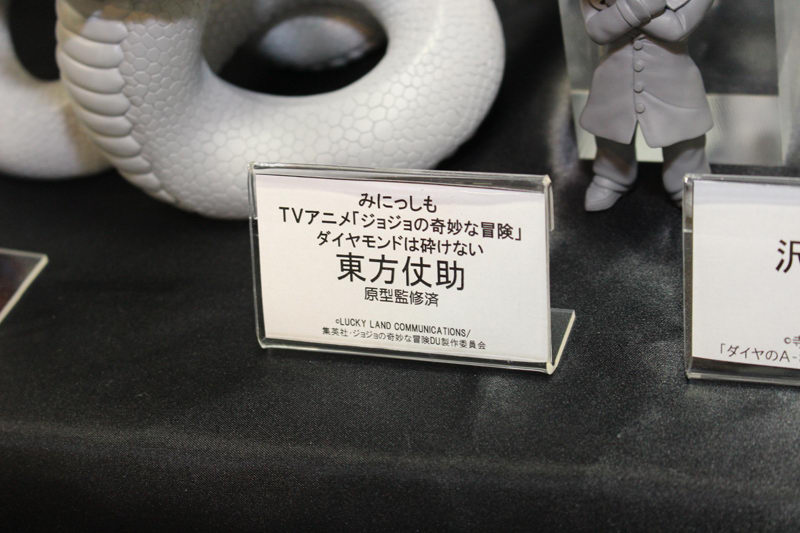 みにっしも
TVアニメ「ジョジョの奇妙な冒険」
ダイヤモンドは砕けない
東方仗助
原型監修済
©LUCKY LAND COMMUNICATIONS/
集英社・ジョジョの奇妙な冒険DU製作委員会
沢
©寺
「ダイヤのA-